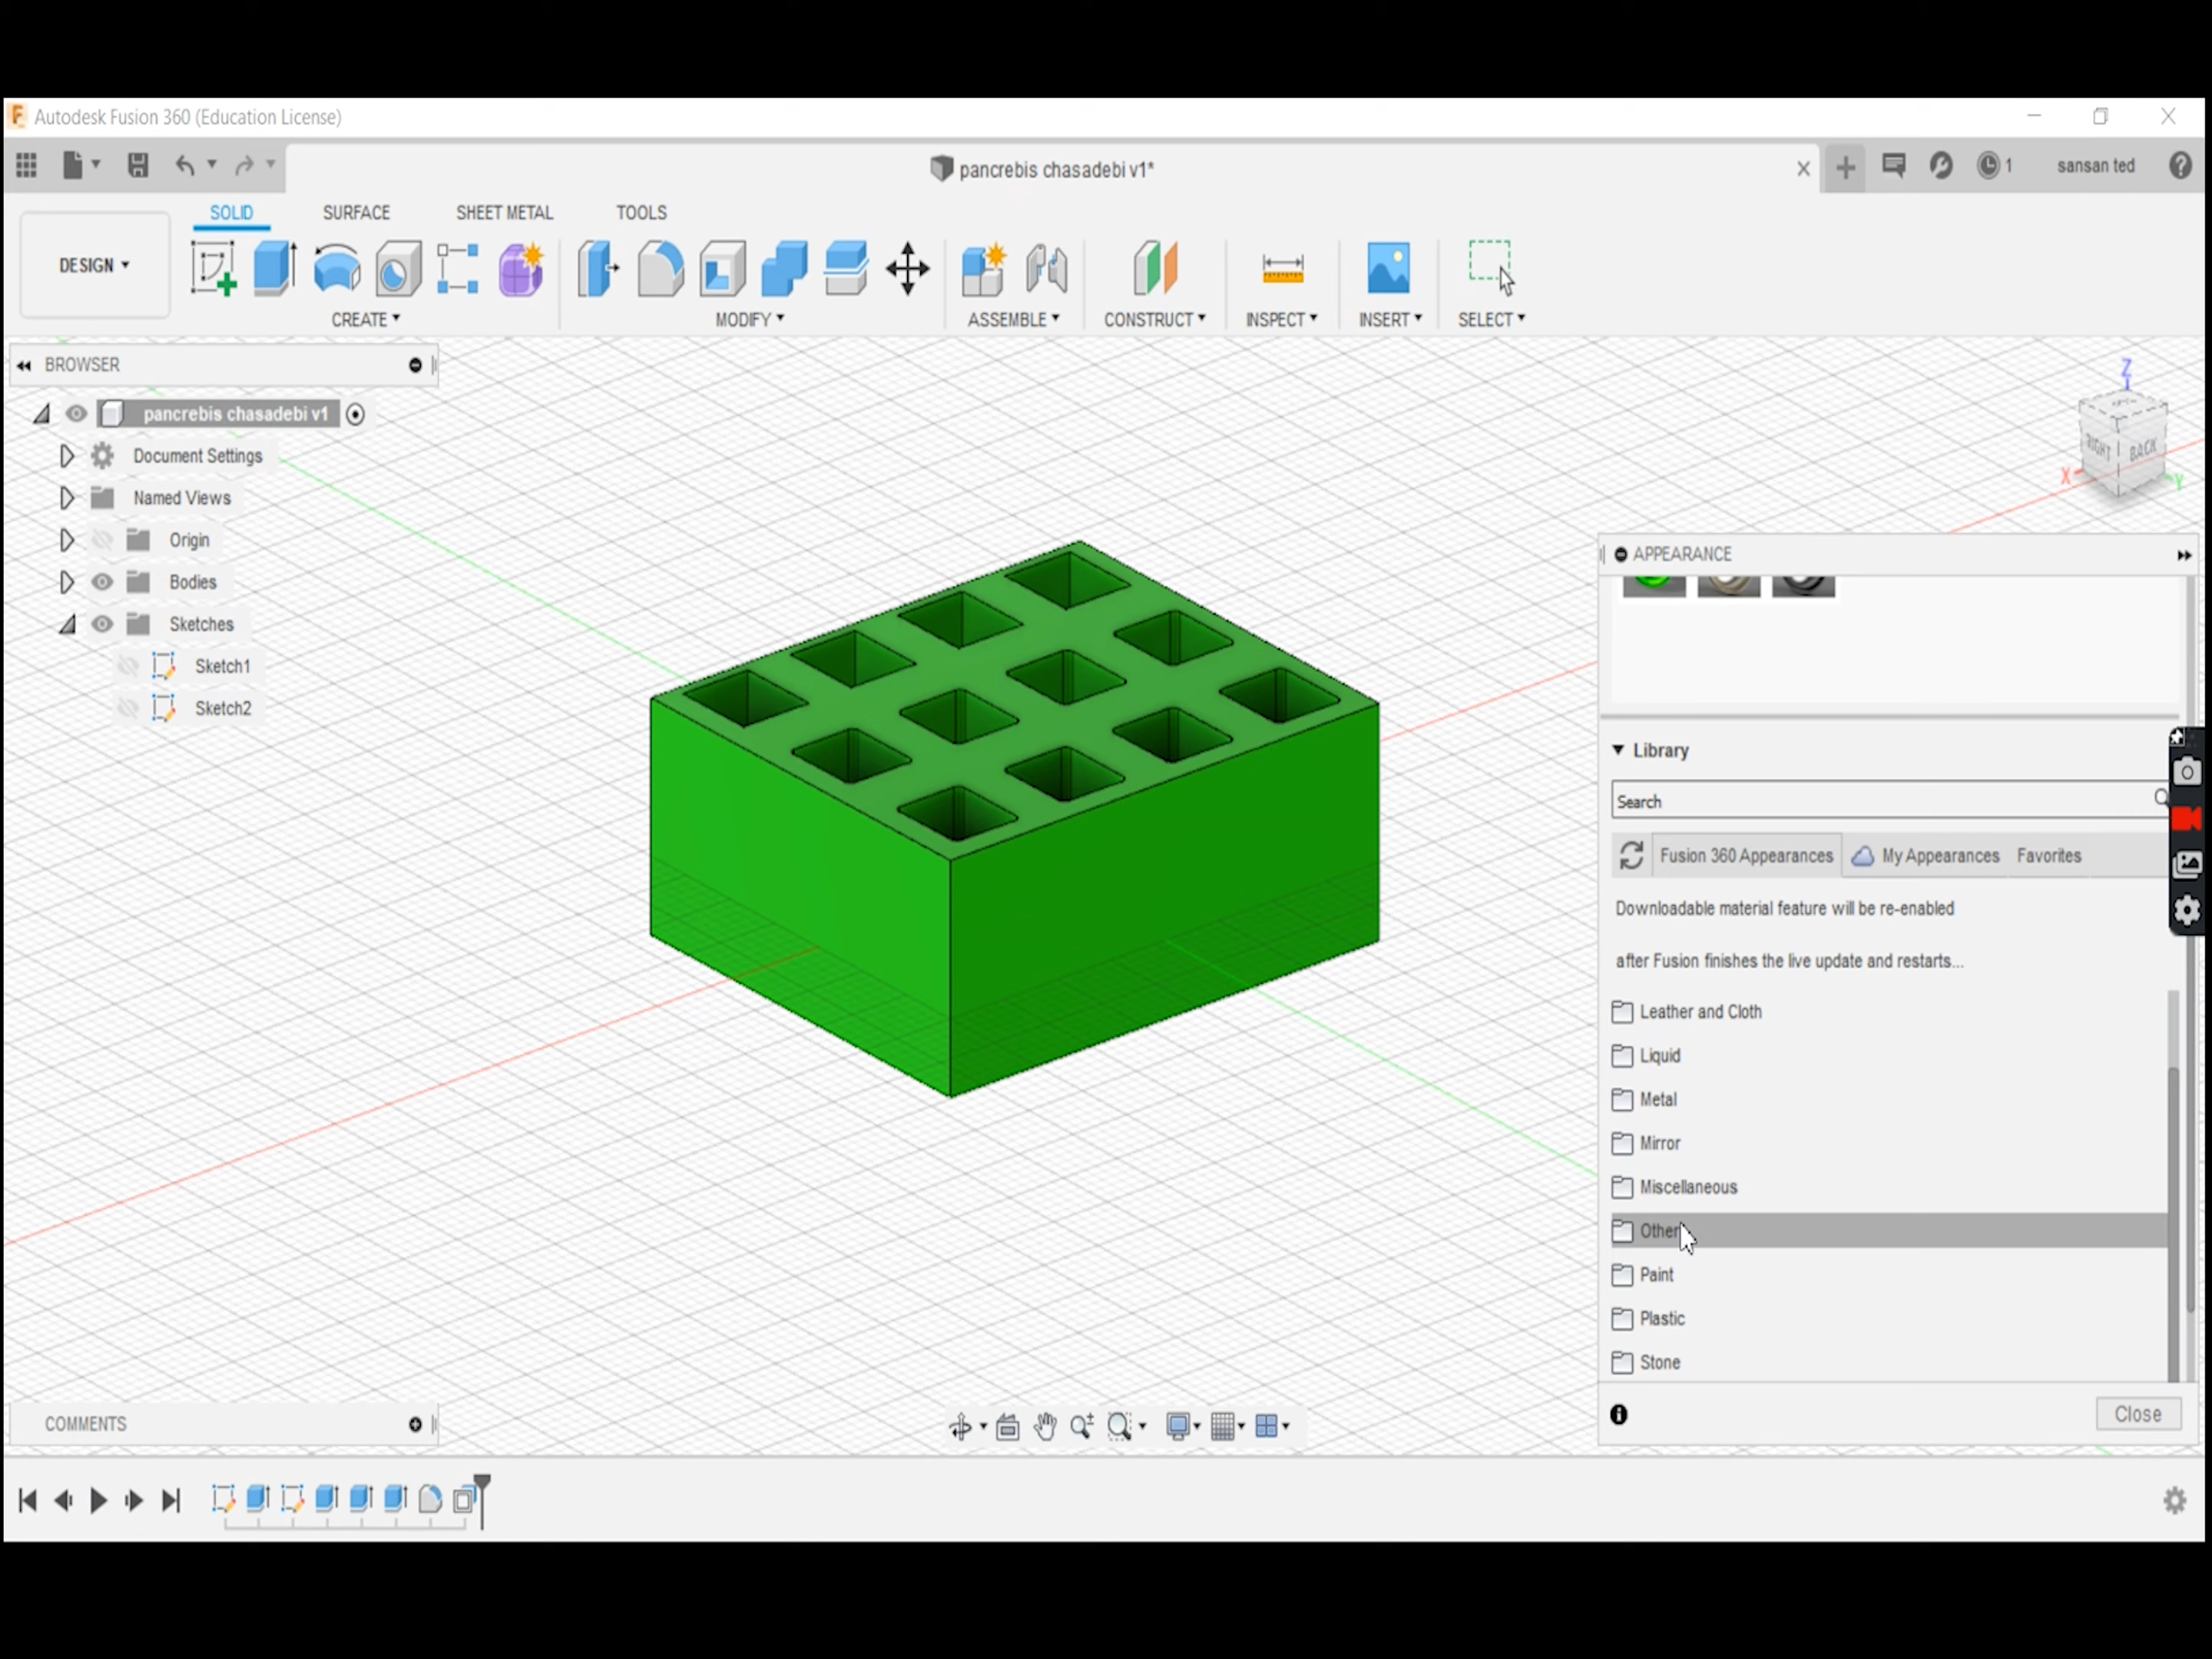 Autodesk Fusion 360 (Education License)
pancrebis chasadebi v1*
1
sansan ted
SOLID
SURFACE
SHEET METAL
TOOLS
DESIGN
CREATE
MODIFY
ASSEMBLE
CONSTRUCT
INSPECT
INSERT
SELECT
BROWSER
pancrebis chasadebi v1
Document Settings
Named Views
Origin
Bodies
Sketches
Sketch1
Sketch2
Z
RIGHT
BACK
X
Y
APPEARANCE
Library
Search
Fusion 360 Appearances
My Appearances
Favorites
Downloadable material feature will be re-enabled
after Fusion finishes the live update and restarts...
Leather and Cloth
Liquid
Metal
Mirror
Miscellaneous
Other
Paint
Plastic
Stone
Close
COMMENTS